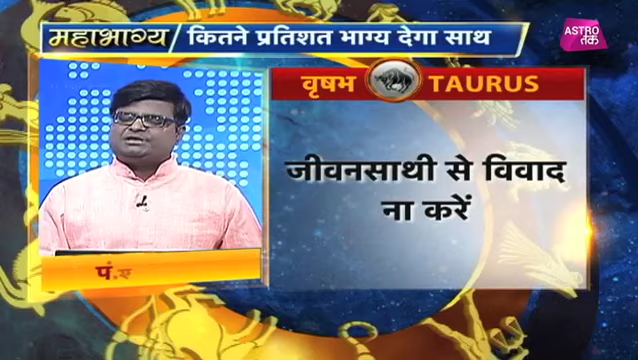 महाभाग्य / कितने प्रतिशत भाग्य देगा साथ
ASTRO
तक
वृषभ TAURUS
जीवनसाथी से विवाद
ना करें
पं.